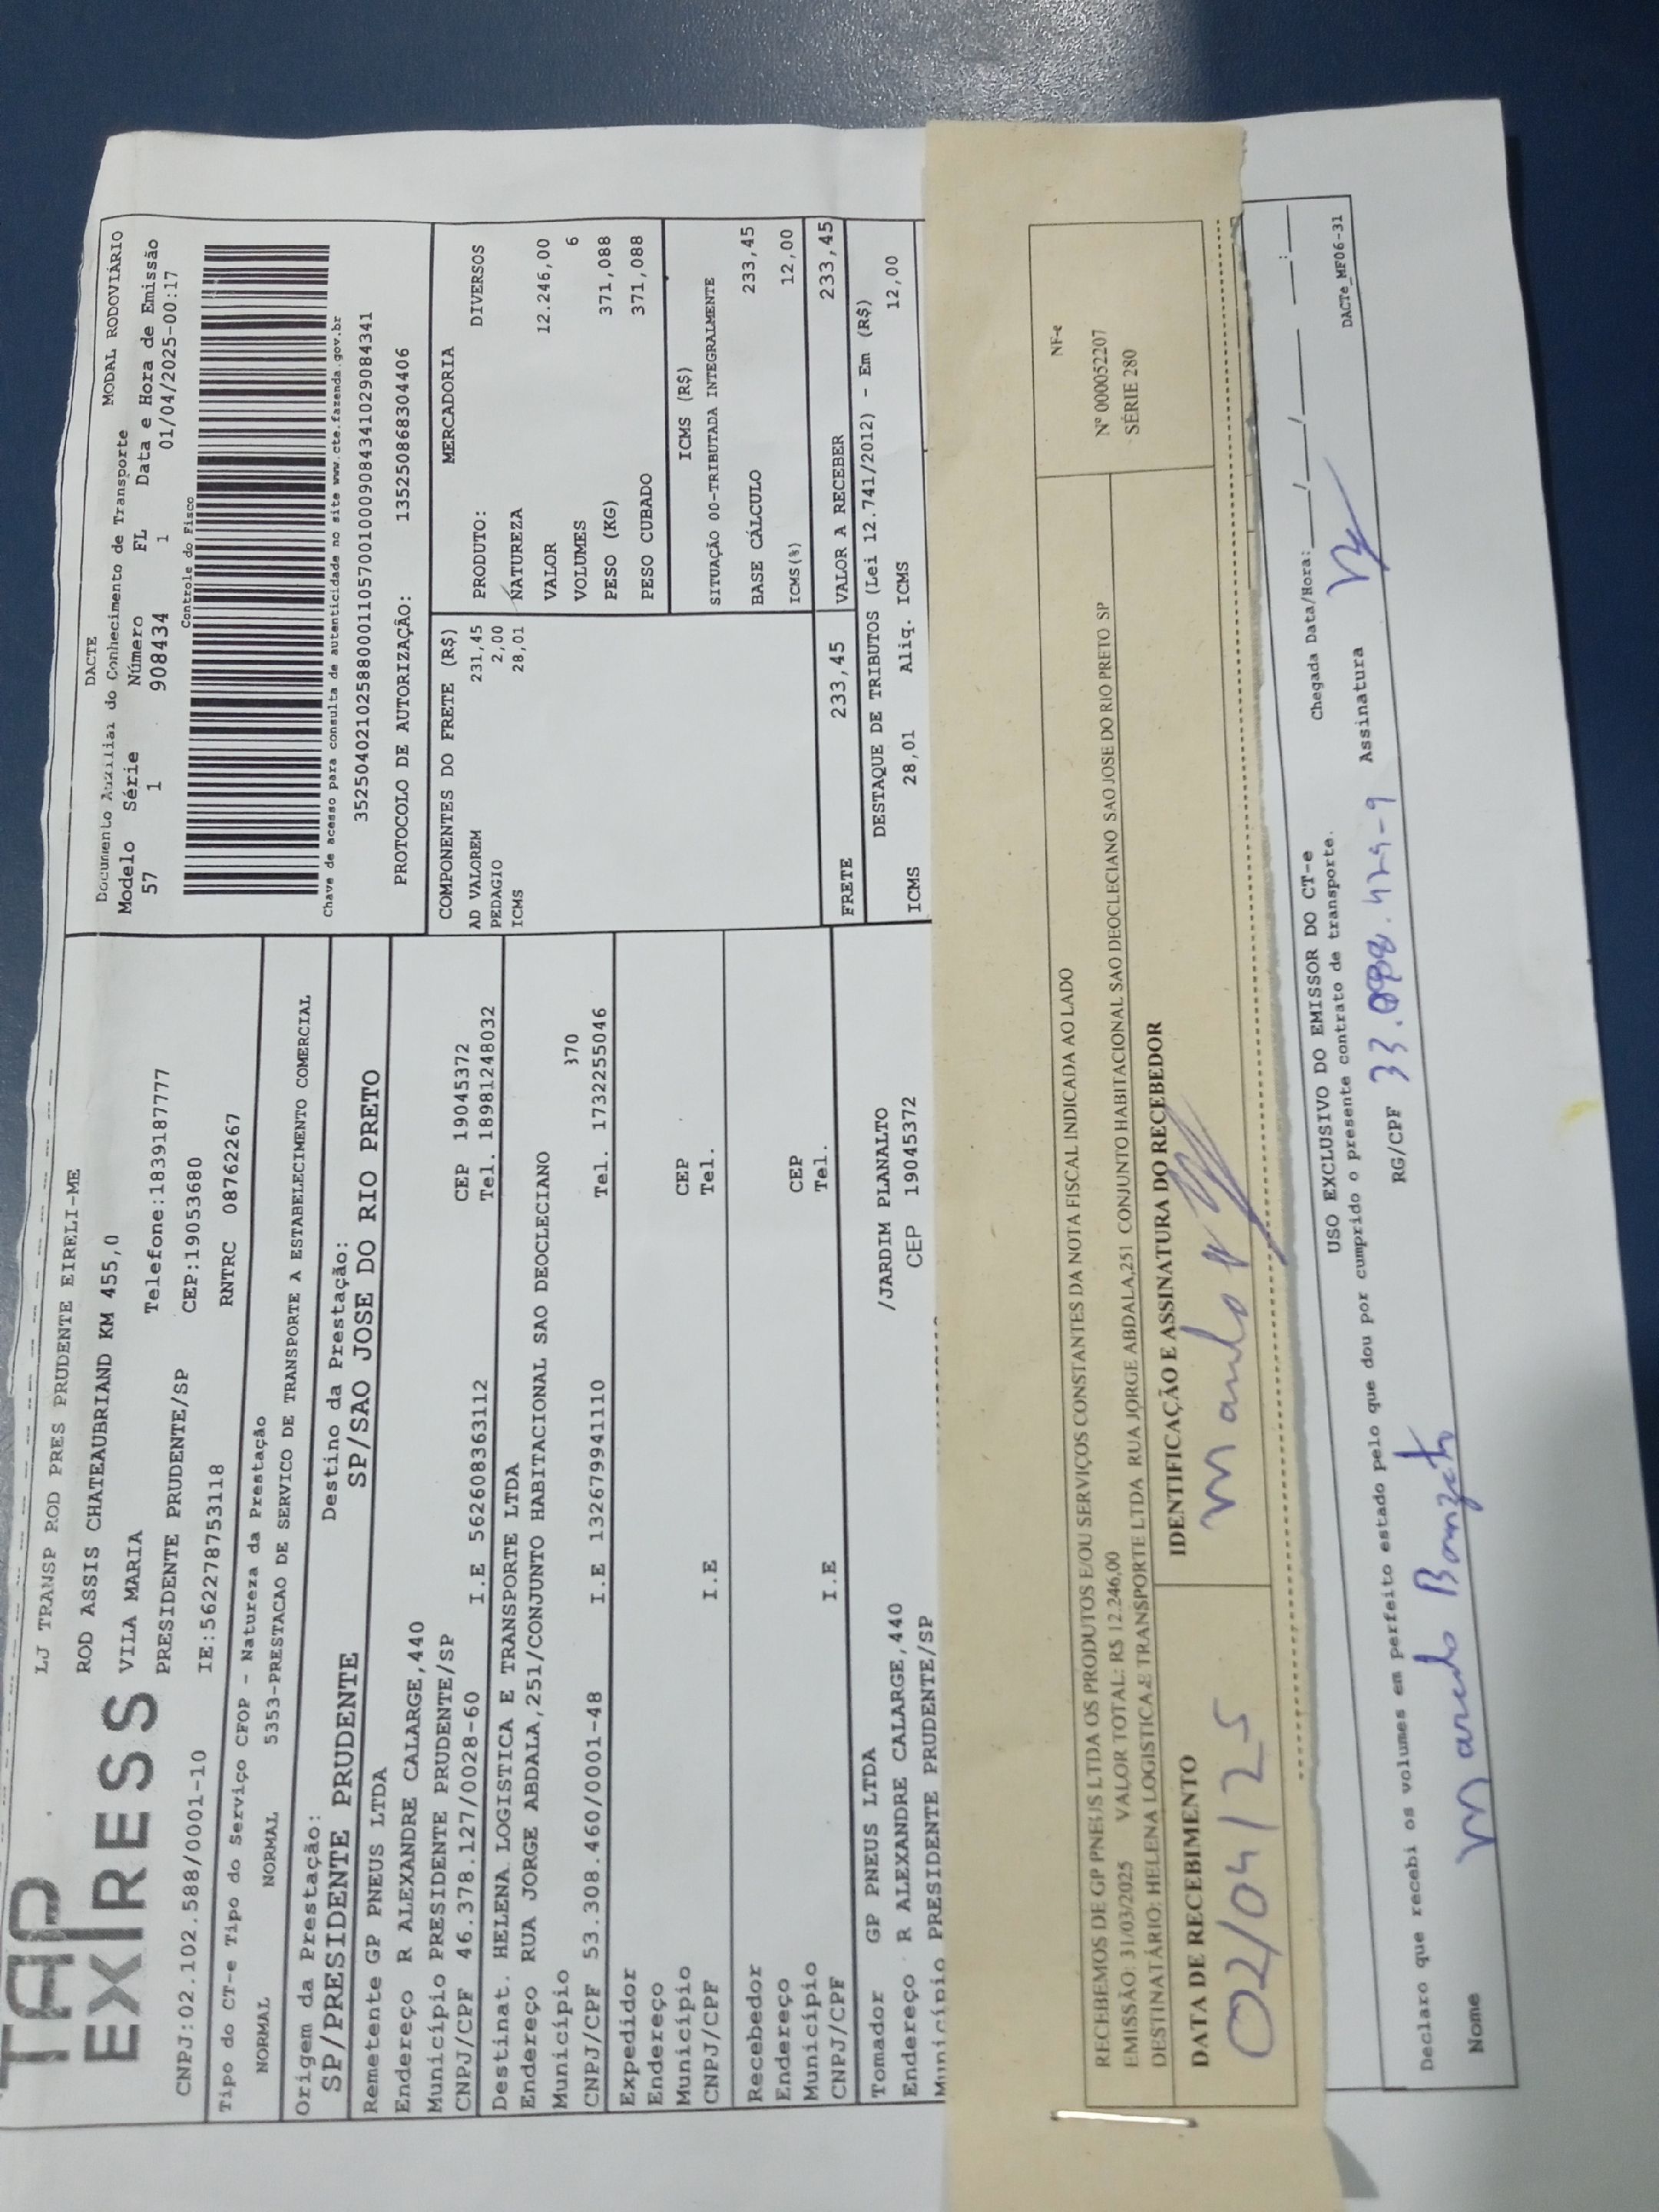 TAP
EXPRESS
LJ TRANSP ROD PRES PRUDENTE EIRELI-ME
ROD ASSIS CHATEAUBRIAND KM 455,0
VILA MARIA
Telefone:1839187777
PRESIDENTE PRUDENTE/SP CEP:19053680
CNPJ:02.102.588/0001-10 IE:562278753118 RNTRC 08762267
Tipo do CT-e Tipo do Serviço CFOP - Natureza da Prestação
NORMAL NORMAL 5353-PRESTACAO DE SERVICO DE TRANSPORTE A ESTABELECIMENTO COMERCIAL
Origem da Prestação: Destino da Prestação:
SP/PRESIDENTE PRUDENTE SP/SAO JOSE DO RIO PRETO
Remetente GP PNEUS LTDA
Endereço R ALEXANDRE CALARGE,440
Município PRESIDENTE PRUDENTE/SP CEP 19045372
CNPJ/CPF 46.378.127/0028-60 I.E 562608363112 Tel. 18981248032
Destinat. HELENA LOGISTICA E TRANSPORTE LTDA
Endereço RUA JORGE ABDALA,251/CONJUNTO HABITACIONAL SAO DEOCLECIANO
Município 370
CNPJ/CPF 53.308.460/0001-48 I.E 132679941110 Tel. 1732255046
Expedidor
Endereço
Município CEP
CNPJ/CPF I.E Tel.
Recebedor
Endereço
Município CEP
CNPJ/CPF I.E Tel.
Tomador GP PNEUS LTDA
Endereço R ALEXANDRE CALARGE,440 /JARDIM PLANALTO
Município PRESIDENTE PRUDENTE/SP CEP 19045372
DACTE
Documento Auxiliar do Conhecimento de Transporte MODAL RODOVIÁRIO
Modelo Série Número FL Data e Hora de Emissão
57 1 908434 1 01/04/2025-00:17
Controle do Fisco
Chave de acesso para consulta de autenticidade no site www.cte.fazenda.gov.br
35250402102588000110570010009084341029084341
PROTOCOLO DE AUTORIZAÇÃO: 135250868304406
COMPONENTES DO FRETE (R$)
AD VALOREM 231,45
PEDAGIO 2,00
ICMS 28,01
MERCADORIA
PRODUTO: DIVERSOS
NATUREZA
VALOR 12.246,00
VOLUMES 6
PESO (KG) 371,088
PESO CUBADO 371,088
ICMS (R$)
SITUAÇÃO 00-TRIBUTADA INTEGRALMENTE
BASE CÁLCULO 233,45
ICMS(%) 12,00
FRETE 233,45 VALOR A RECEBER 233,45
DESTAQUE DE TRIBUTOS (Lei 12.741/2012) - Em (R$)
ICMS 28,01 Aliq. ICMS 12,00
RECEBEMOS DE GP PNEUS LTDA OS PRODUTOS E/OU SERVIÇOS CONSTANTES DA NOTA FISCAL INDICADA AO LADO
EMISSÃO: 31/03/2025 VALOR TOTAL: R$ 12.246,00
DESTINATÁRIO: HELENA LOGISTICA E TRANSPORTE LTDA RUA JORGE ABDALA,251 CONJUNTO HABITACIONAL SAO DEOCLECIANO SAO JOSE DO RIO PRETO SP
DATA DE RECEBIMENTO IDENTIFICAÇÃO E ASSINATURA DO RECEBEDOR
02/04/25
NF-e
Nº 000052207
SÉRIE 280
USO EXCLUSIVO DO EMISSOR DO CT-e Chegada Data/Hora:___/___/___ __:__
Declaro que recebi os volumes em perfeito estado pelo que dou por cumprido o presente contrato de transporte.
Nome RG/CPF Assinatura
DACTe_MF06-31